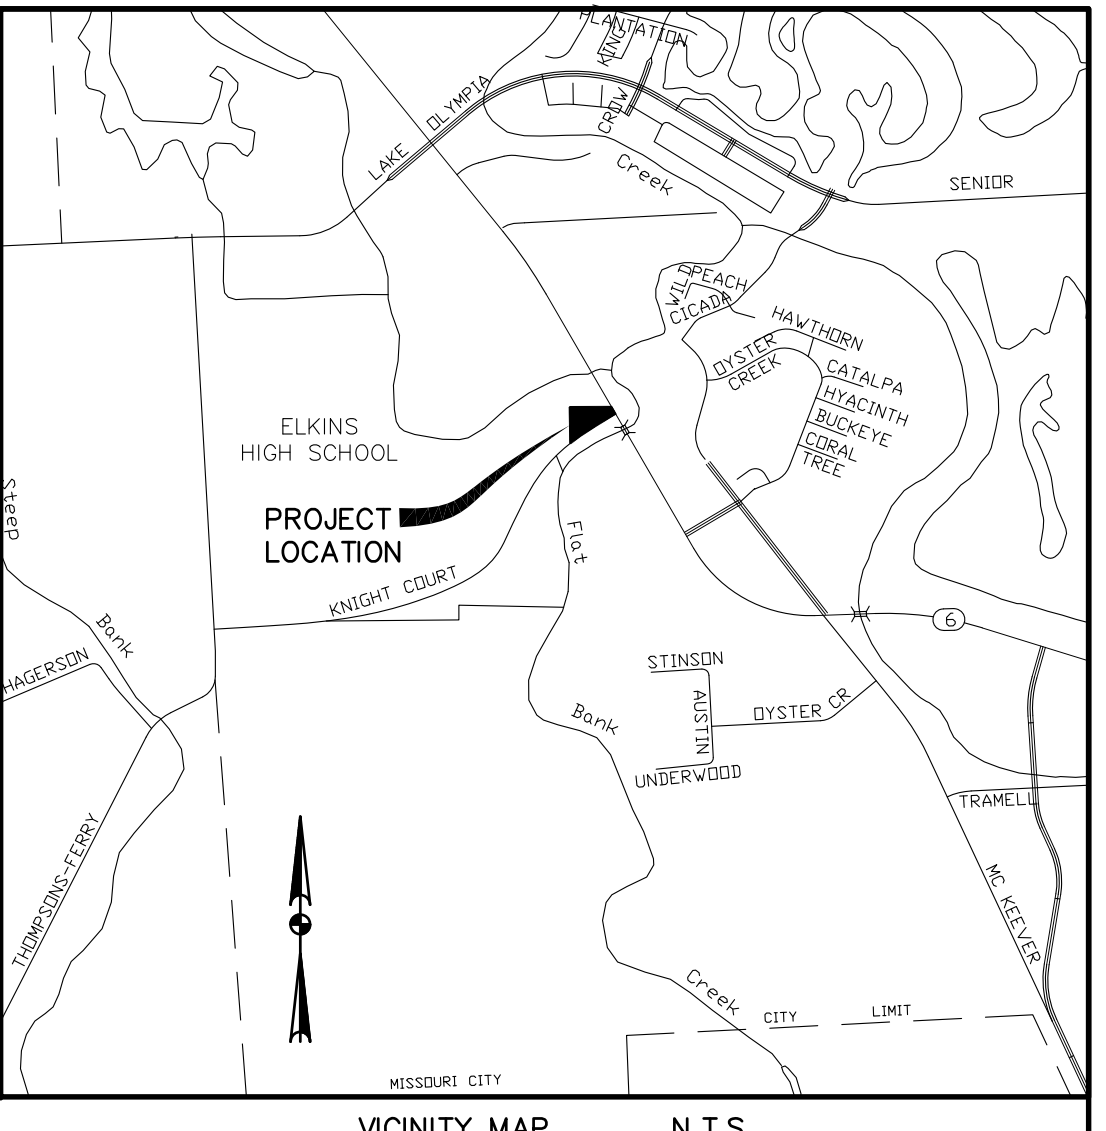 PLANTATION
KING
LAKE OLYMPIA
CROW
Creek
SENIOR
WILD
PEACH
CICADA
HAWTHORN
OYSTER
CREEK
CATALPA
HYACINTH
BUCKEYE
CORAL
TREE
ELKINS
HIGH SCHOOL
Steep
PROJECT
LOCATION
Flat
KNIGHT COURT
Bank
6
HAGERSON
STINSON
AUSTIN
OYSTER CR
Bank
UNDERWOOD
TRAMELL
THOMPSONS-FERRY
MC KEEVER
Creek
CITY LIMIT
MISSOURI CITY
VICINITY MAP N.T.S.